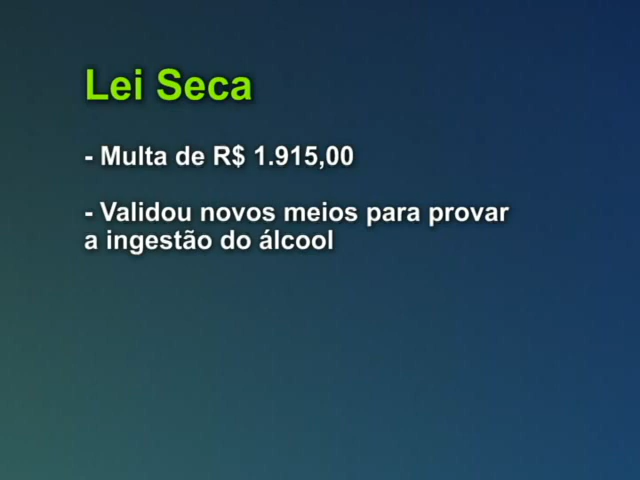 Lei Seca
- Multa de R$ 1.915,00
- Validou novos meios para provar
a ingestão do álcool